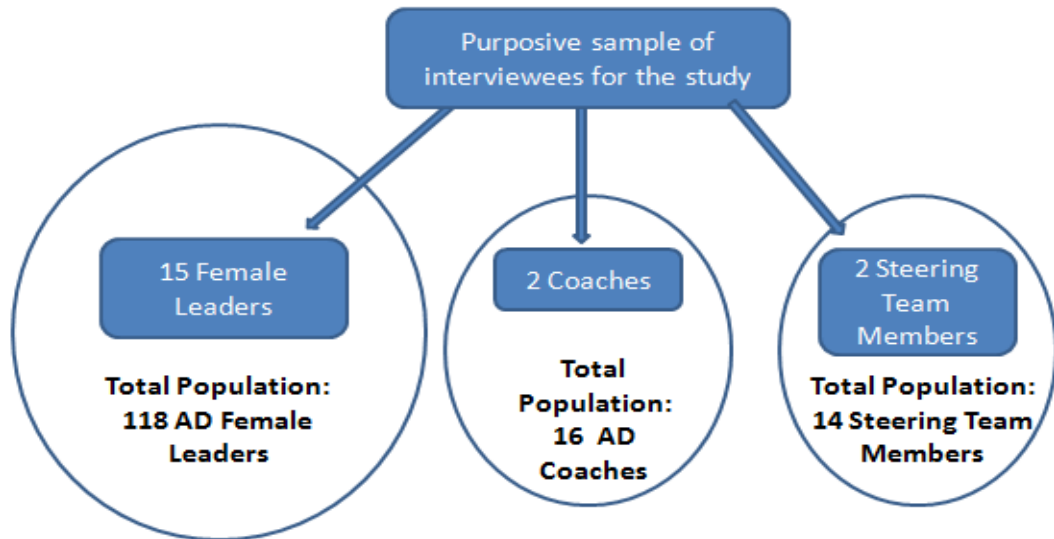 Purposive sample of
interviewees for the study
15 Female
Leaders
Total Population:
118 AD Female
Leaders
2 Coaches
Total
Population:
16 AD
Coaches
2 Steering
Team
Members
Total Population:
14 Steering Team
Members